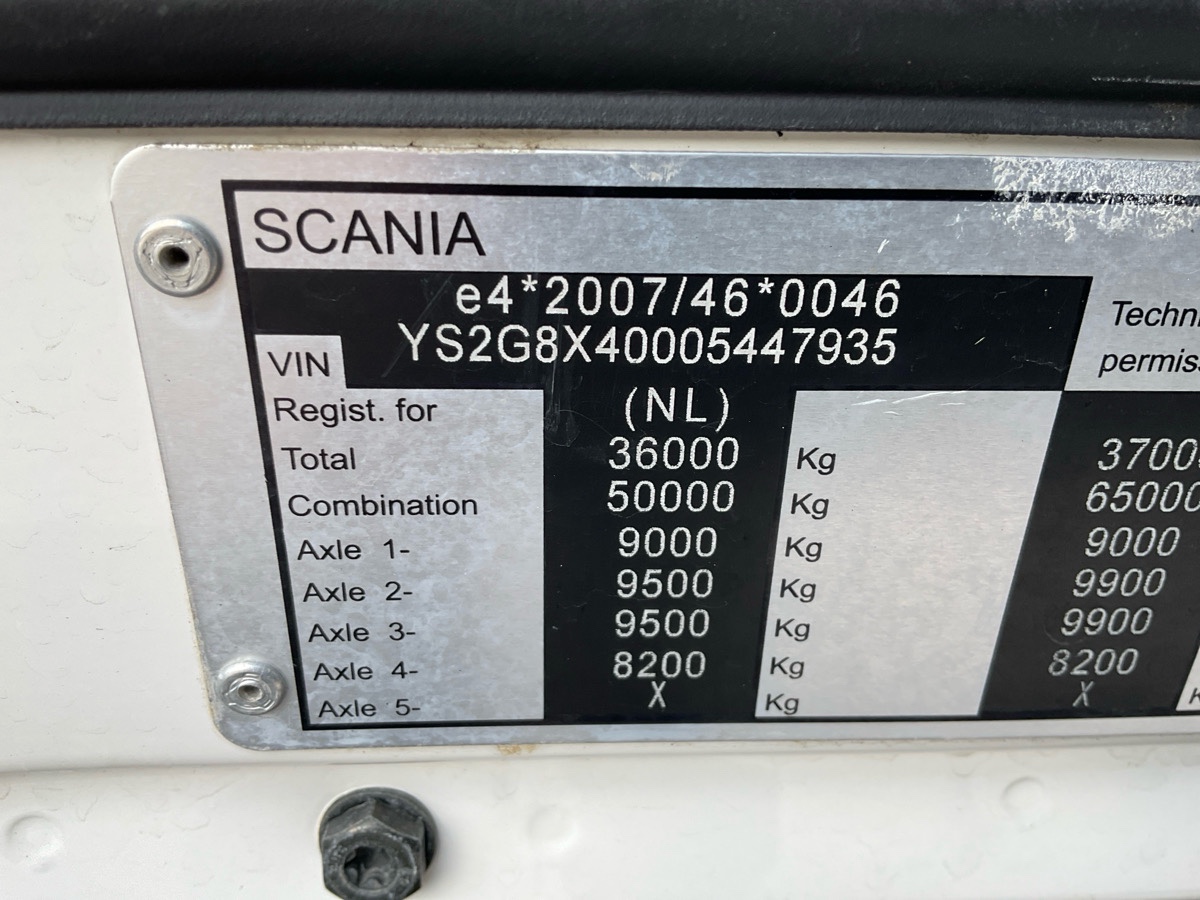 SCANIA
e4*2007/46*0046
VIN YS2G8X40005447935
Regist. for (NL)
Total 36000 Kg
Combination 50000 Kg 65000
Axle 1- 9000 Kg 9000
Axle 2- 9500 Kg 9900
Axle 3- 9500 Kg 9900
Axle 4- 8200 Kg 8200
Axle 5- X Kg X